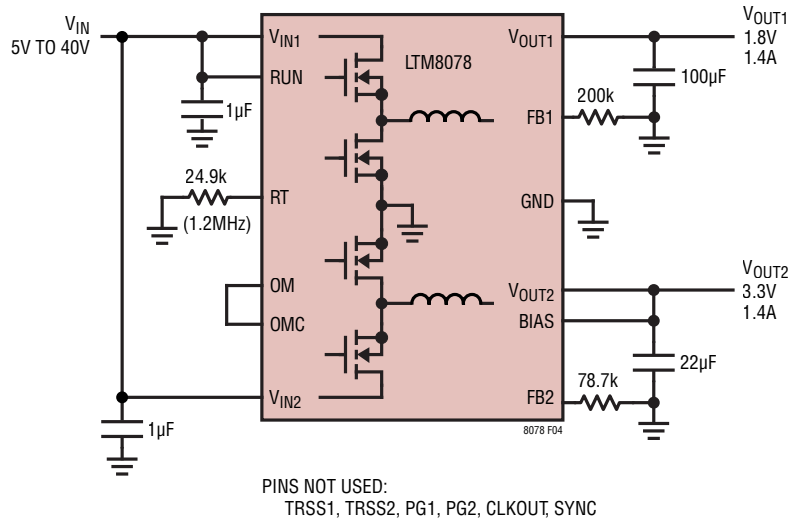 VIN
5V TO 40V
VIN1
RUN
1µF
24.9k
(1.2MHz)
RT
OM
OMC
VIN2
1µF
LTM8078
VOUT1
FB1
200k
100µF
VOUT1
1.8V
1.4A
GND
VOUT2
BIAS
FB2
78.7k
22µF
VOUT2
3.3V
1.4A
8078 F04
PINS NOT USED:
TRSS1, TRSS2, PG1, PG2, CLKOUT, SYNC